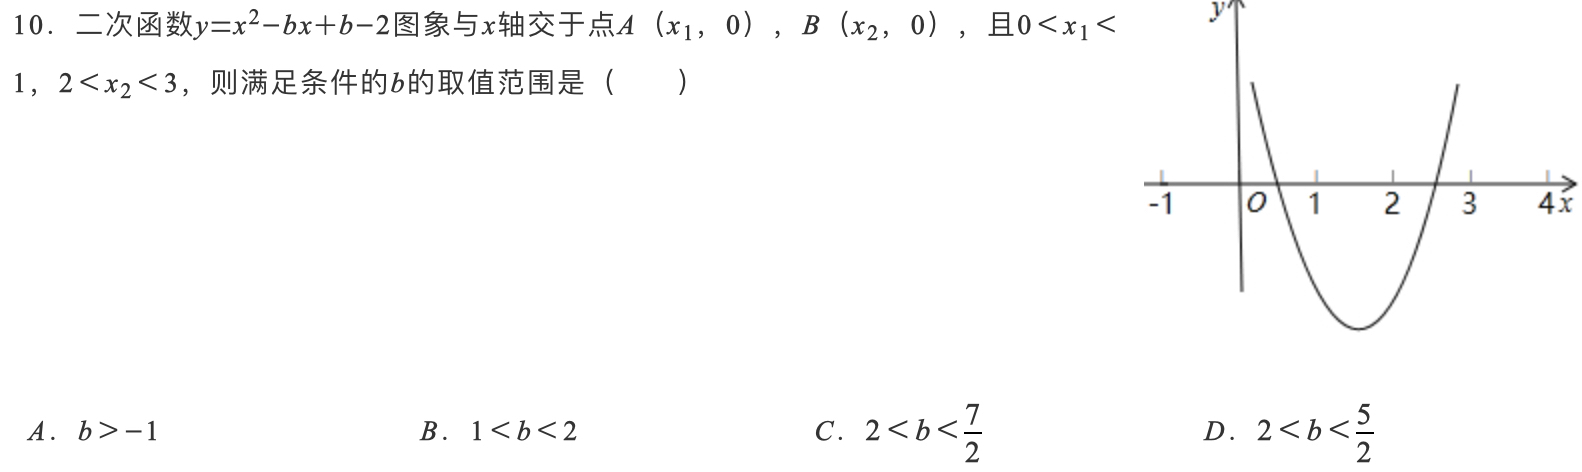 10. 二次函数y=x²-bx+b-2图象与x轴交于点A（x₁，0），B（x₂，0），且0<x₁<
1，2<x₂<3，则满足条件的b的取值范围是（　　）
y
-1 O 1 2 3 4 x
A. b>-1 B. 1<b<2 C. 2<b<7/2 D. 2<b<5/2